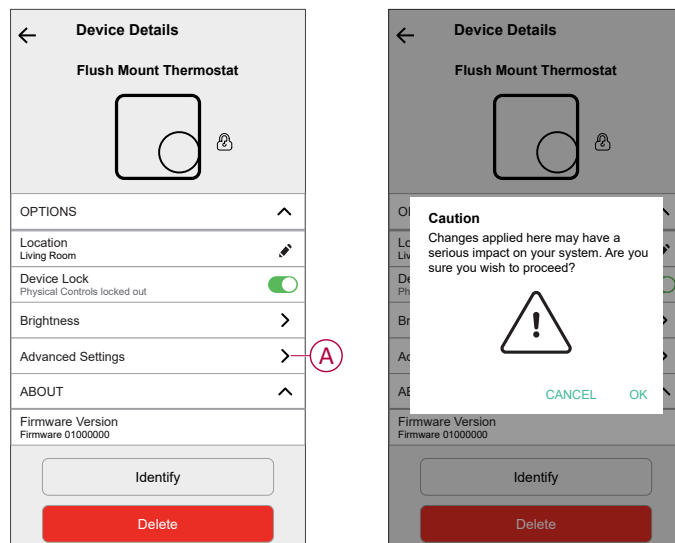 Device Details
Flush Mount Thermostat
OPTIONS
Location
Living Room
Device Lock
Physical Controls locked out
Brightness
Advanced Settings
A
ABOUT
Firmware Version
Firmware 01000000
Identify
Delete
Device Details
Flush Mount Thermostat
Caution
Changes applied here may have a
serious impact on your system. Are you
sure you wish to proceed?
!
CANCEL OK
Firmware Version
Firmware 01000000
Identify
Delete